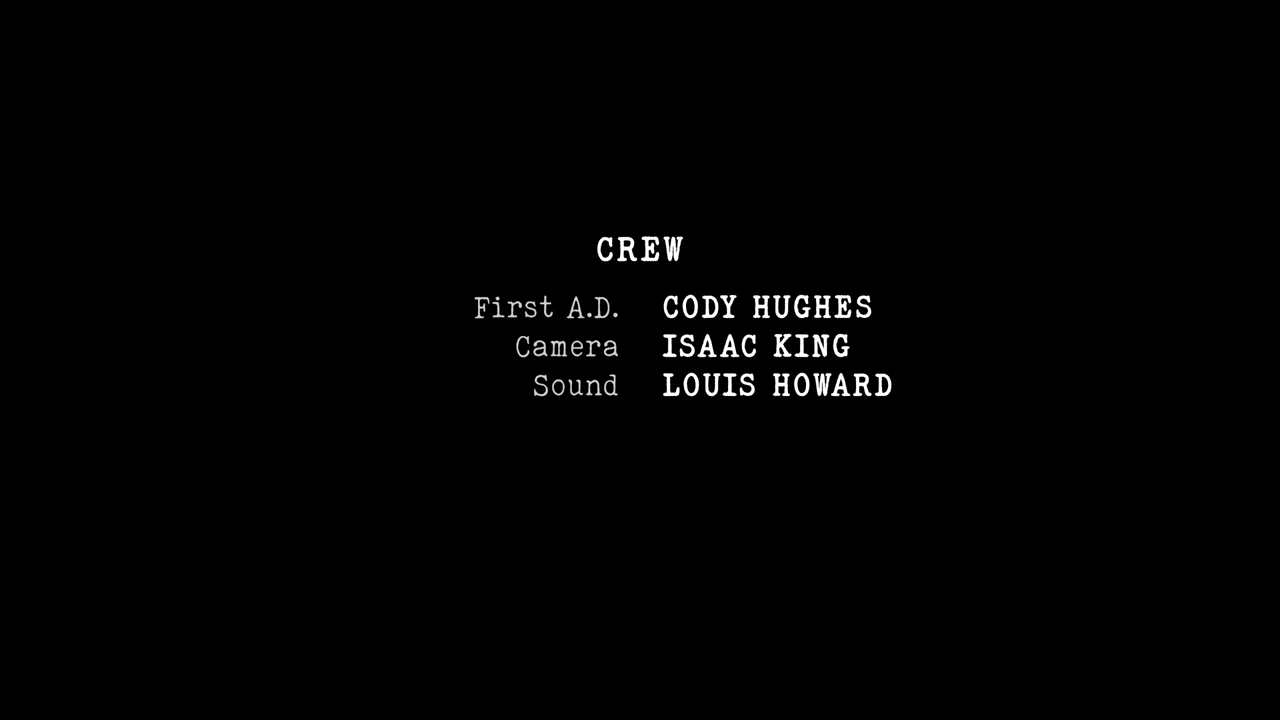 CREW
First A.D. CODY HUGHES
Camera ISAAC KING
Sound LOUIS HOWARD